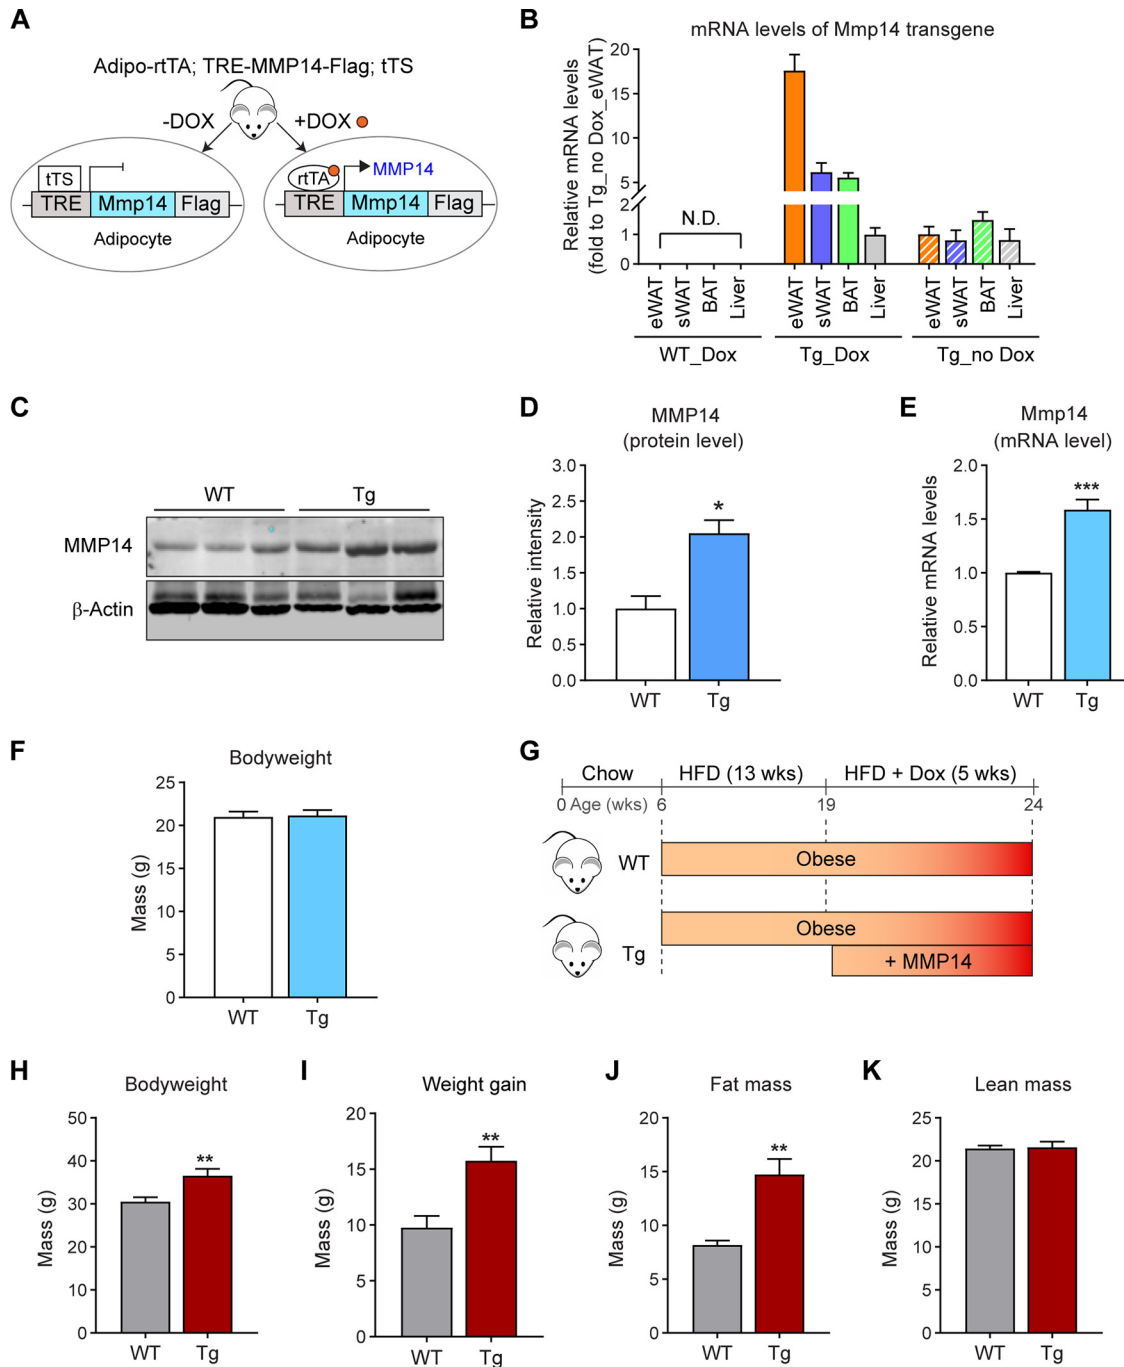 A
Adipo-rtTA; TRE-MMP14-Flag; tTS
-DOX
+DOX
tTS
TRE
Mmp14
Flag
Adipocyte
rtTA
MMP14
TRE
Mmp14
Flag
Adipocyte
B
mRNA levels of Mmp14 transgene
Relative mRNA levels
(fold to Tg_no Dox_eWAT)
20
15
10
5
2
1
0
N.D.
eWAT
sWAT
BAT
Liver
eWAT
sWAT
BAT
Liver
eWAT
sWAT
BAT
Liver
WT_Dox
Tg_Dox
Tg_no Dox
C
WT
Tg
MMP14
β-Actin
D
MMP14
(protein level)
Relative intensity
3.0
2.5
2.0
1.5
1.0
0.5
0.0
*
WT
Tg
E
Mmp14
(mRNA level)
Relative mRNA levels
2.0
1.5
1.0
0.5
0.0
***
WT
Tg
F
Bodyweight
Mass (g)
25
20
15
10
5
0
WT
Tg
G
Chow
HFD (13 wks)
HFD + Dox (5 wks)
0 Age (wks) 6
19
24
WT
Obese
Tg
Obese
+ MMP14
H
Bodyweight
Mass (g)
50
40
30
20
10
0
**
WT
Tg
I
Weight gain
Mass (g)
20
15
10
5
0
**
WT
Tg
J
Fat mass
Mass (g)
20
15
10
5
0
**
WT
Tg
K
Lean mass
Mass (g)
25
20
15
10
5
0
WT
Tg